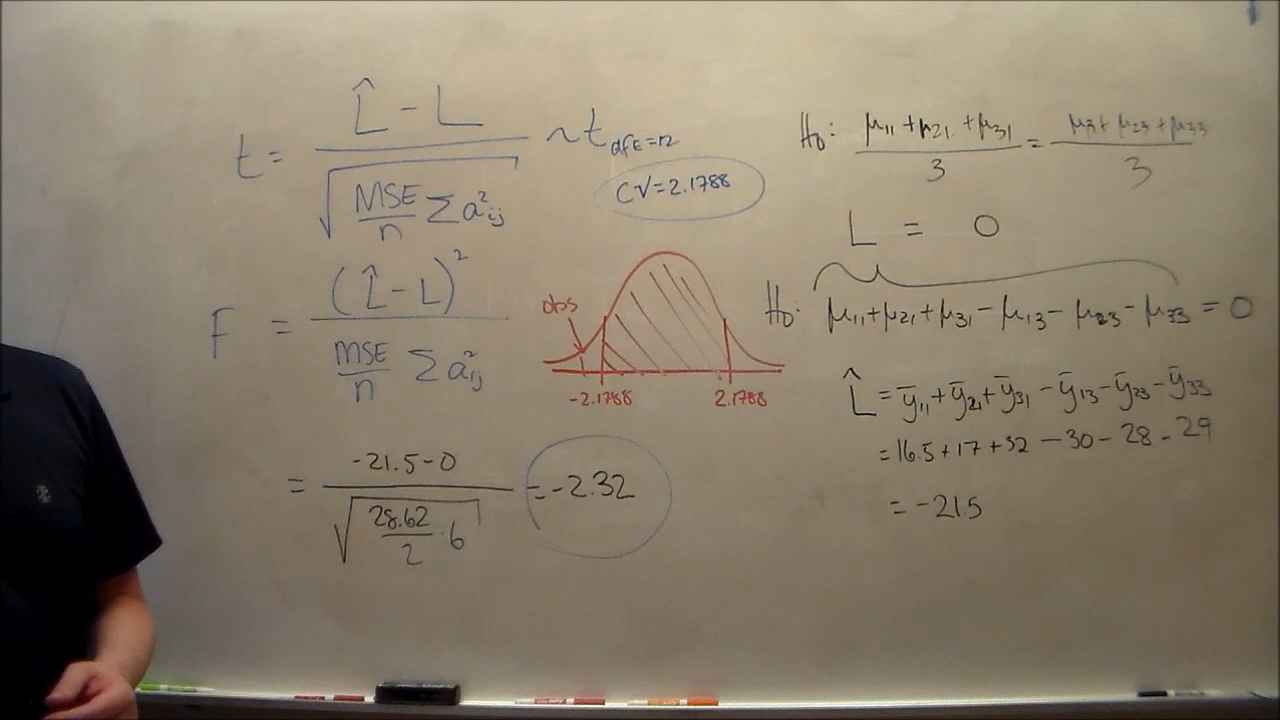 t = (L̂ - L) / √(MSE/n Σa²ij) ~ t dfE=12
CV=2.1788
F = (L̂ - L)² / (MSE/n Σa²ij)
= (-21.5-0) / √(28.62/2 · 6) = -2.32
obs
-2.1788 2.1788
H0: (μ11 + μ21 + μ31)/3 = (μ13 + μ23 + μ33)/3
L = 0
H0: μ11+μ21+μ31-μ13-μ23-μ33 = 0
L̂ = ȳ11+ȳ21+ȳ31-ȳ13-ȳ23-ȳ33
= 16.5+17+32-30-28-29
= -21.5